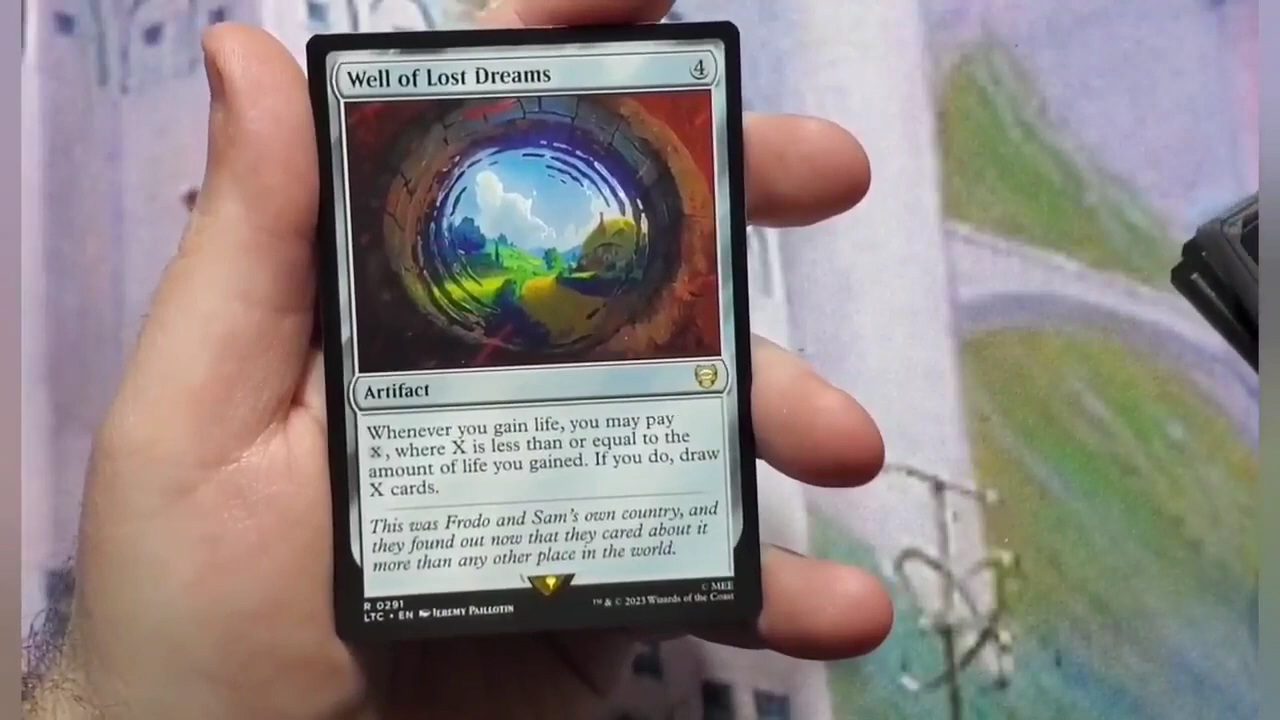 Well of Lost Dreams 4
Artifact
Whenever you gain life, you may pay
X, where X is less than or equal to the
amount of life you gained. If you do, draw
X cards.
This was Frodo and Sam's own country, and
they found out now that they cared about it
more than any other place in the world.
R 0291
LTC • EN JEREMY PAILLOTIN
© MEE
™ & © 2023 Wizards of the Coast